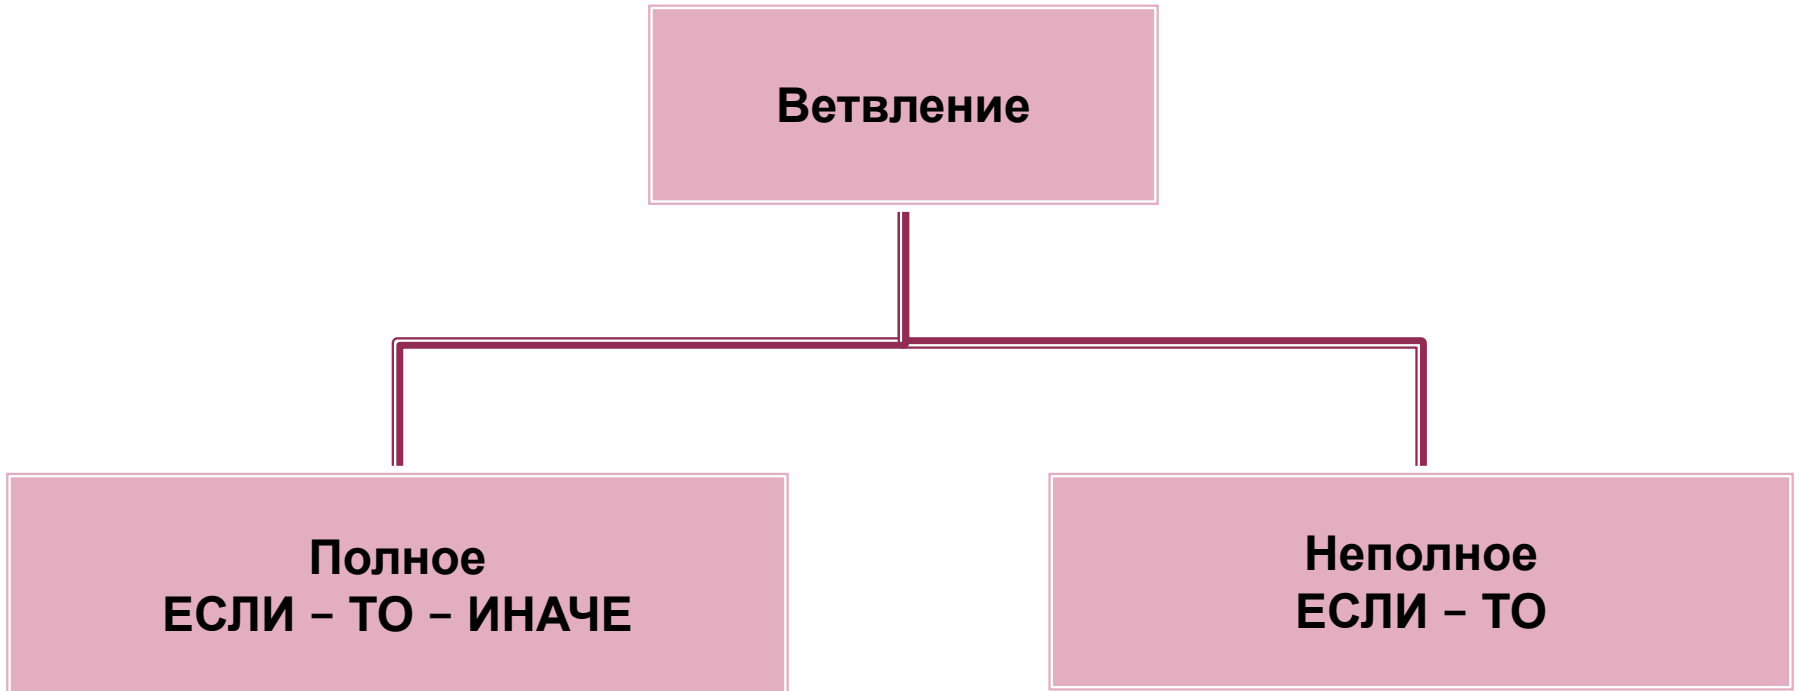 Ветвление
Полное
ЕСЛИ – ТО – ИНАЧЕ
Неполное
ЕСЛИ – ТО